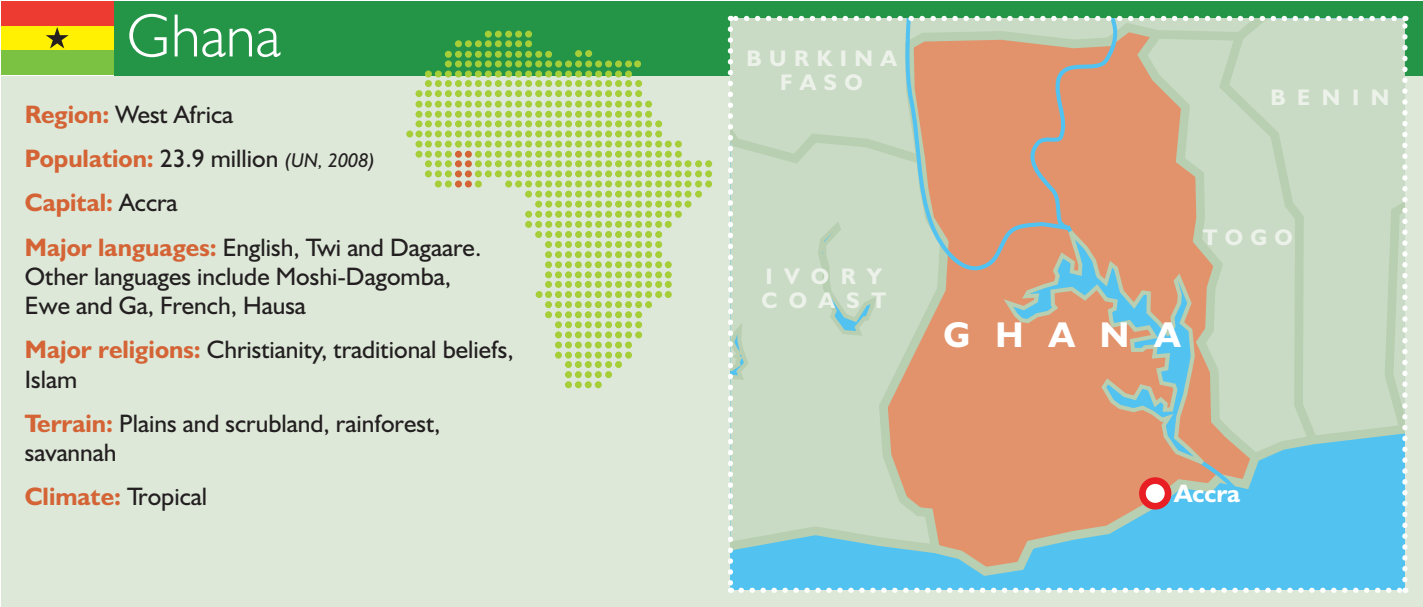 Ghana
Region: West Africa
Population: 23.9 million (UN, 2008)
Capital: Accra
Major languages: English, Twi and Dagaare.
Other languages include Moshi-Dagomba,
Ewe and Ga, French, Hausa
Major religions: Christianity, traditional beliefs,
Islam
Terrain: Plains and scrubland, rainforest,
savannah
Climate: Tropical
BURKINA
FASO
BENIN
TOGO
IVORY
COAST
GHANA
Accra